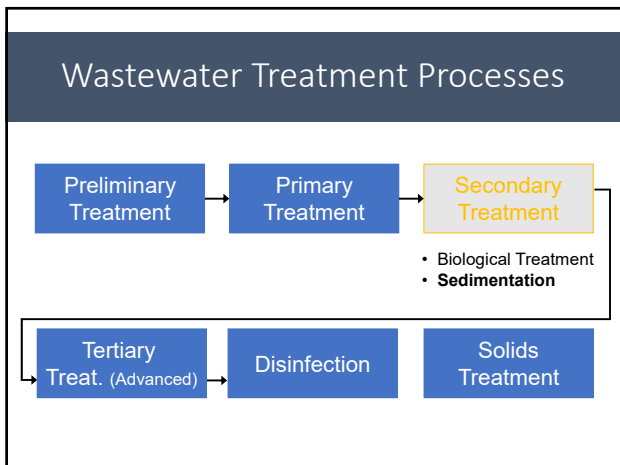 Wastewater Treatment Processes
Preliminary
Treatment
Primary
Treatment
Secondary
Treatment
• Biological Treatment
• Sedimentation
Tertiary
Treat. (Advanced)
Disinfection
Solids
Treatment